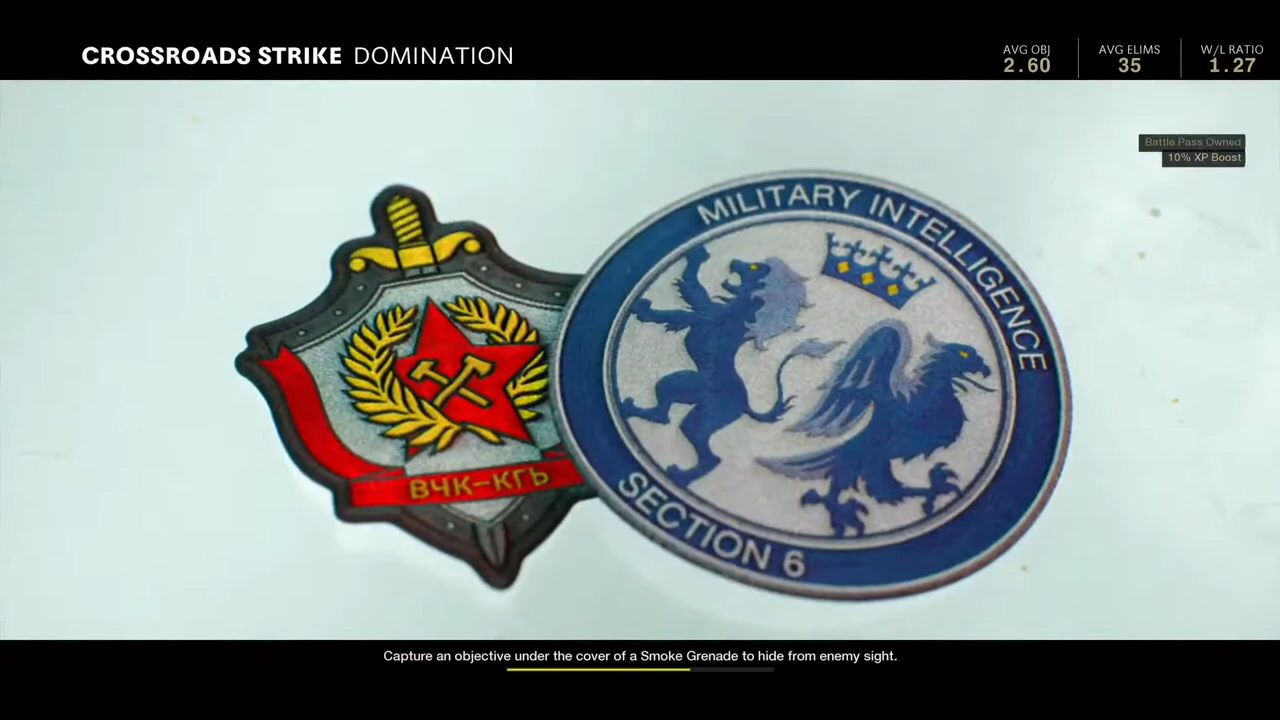 CROSSROADS STRIKE DOMINATION
AVG OBJ
2.60
AVG ELIMS
35
W/L RATIO
1.27
Battle Pass Owned
10% XP Boost
MILITARY INTELLIGENCE
SECTION 6
ВЧК-КГЬ
Capture an objective under the cover of a Smoke Grenade to hide from enemy sight.